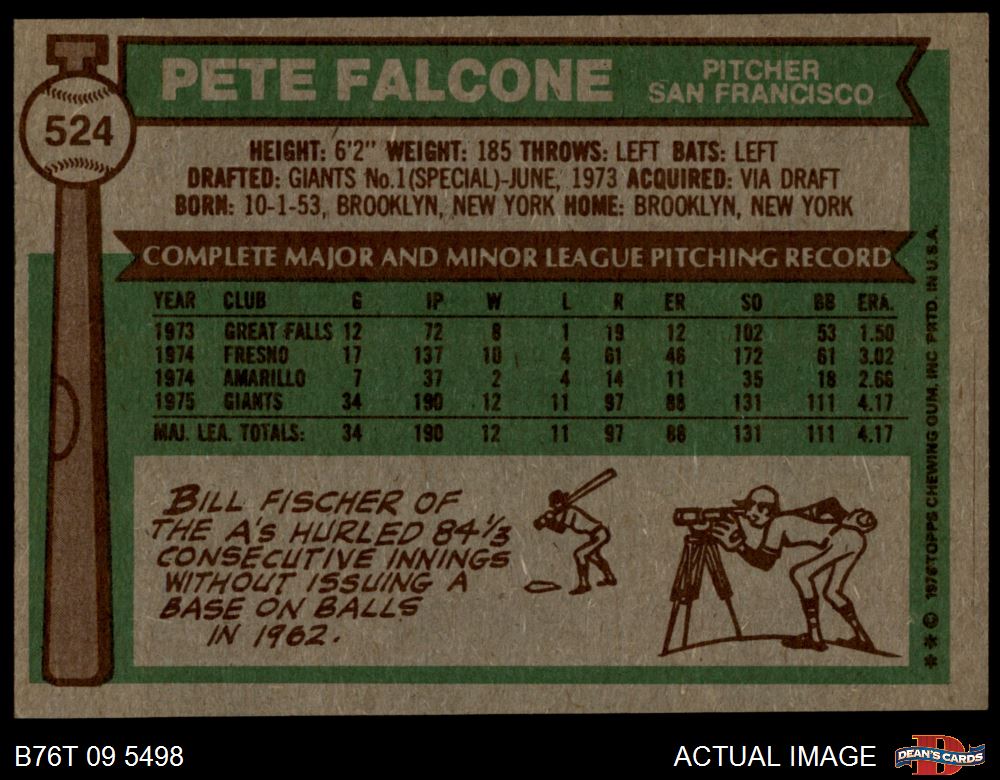 524
PETE FALCONE
PITCHER
SAN FRANCISCO
HEIGHT: 6'2" WEIGHT: 185 THROWS: LEFT BATS: LEFT
DRAFTED: GIANTS No.1(SPECIAL)-JUNE, 1973 ACQUIRED: VIA DRAFT
BORN: 10-1-53, BROOKLYN, NEW YORK HOME: BROOKLYN, NEW YORK
COMPLETE MAJOR AND MINOR LEAGUE PITCHING RECORD
YEAR CLUB G IP W L R ER SO BB ERA.
1973 GREAT FALLS 12 72 8 1 19 12 102 53 1.50
1974 FRESNO 17 137 10 4 61 46 172 61 3.02
1974 AMARILLO 7 37 2 4 14 11 35 18 2.68
1975 GIANTS 34 190 12 11 97 88 131 111 4.17
MAJ. LEA. TOTALS: 34 190 12 11 97 88 131 111 4.17
BILL FISCHER OF
THE A'S HURLED 84 1/3
CONSECUTIVE INNINGS
WITHOUT ISSUING A
BASE ON BALLS
IN 1962.
** © 1976 TOPPS CHEWING GUM, INC PRTD. IN U.S.A.
B76T 09 5498
ACTUAL IMAGE
D
DEAN'S CARDS